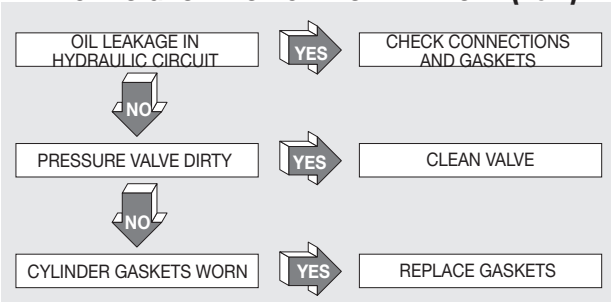 OIL LEAKAGE IN
HYDRAULIC CIRCUIT
YES
CHECK CONNECTIONS
AND GASKETS
NO
PRESSURE VALVE DIRTY
YES
CLEAN VALVE
NO
CYLINDER GASKETS WORN
YES
REPLACE GASKETS